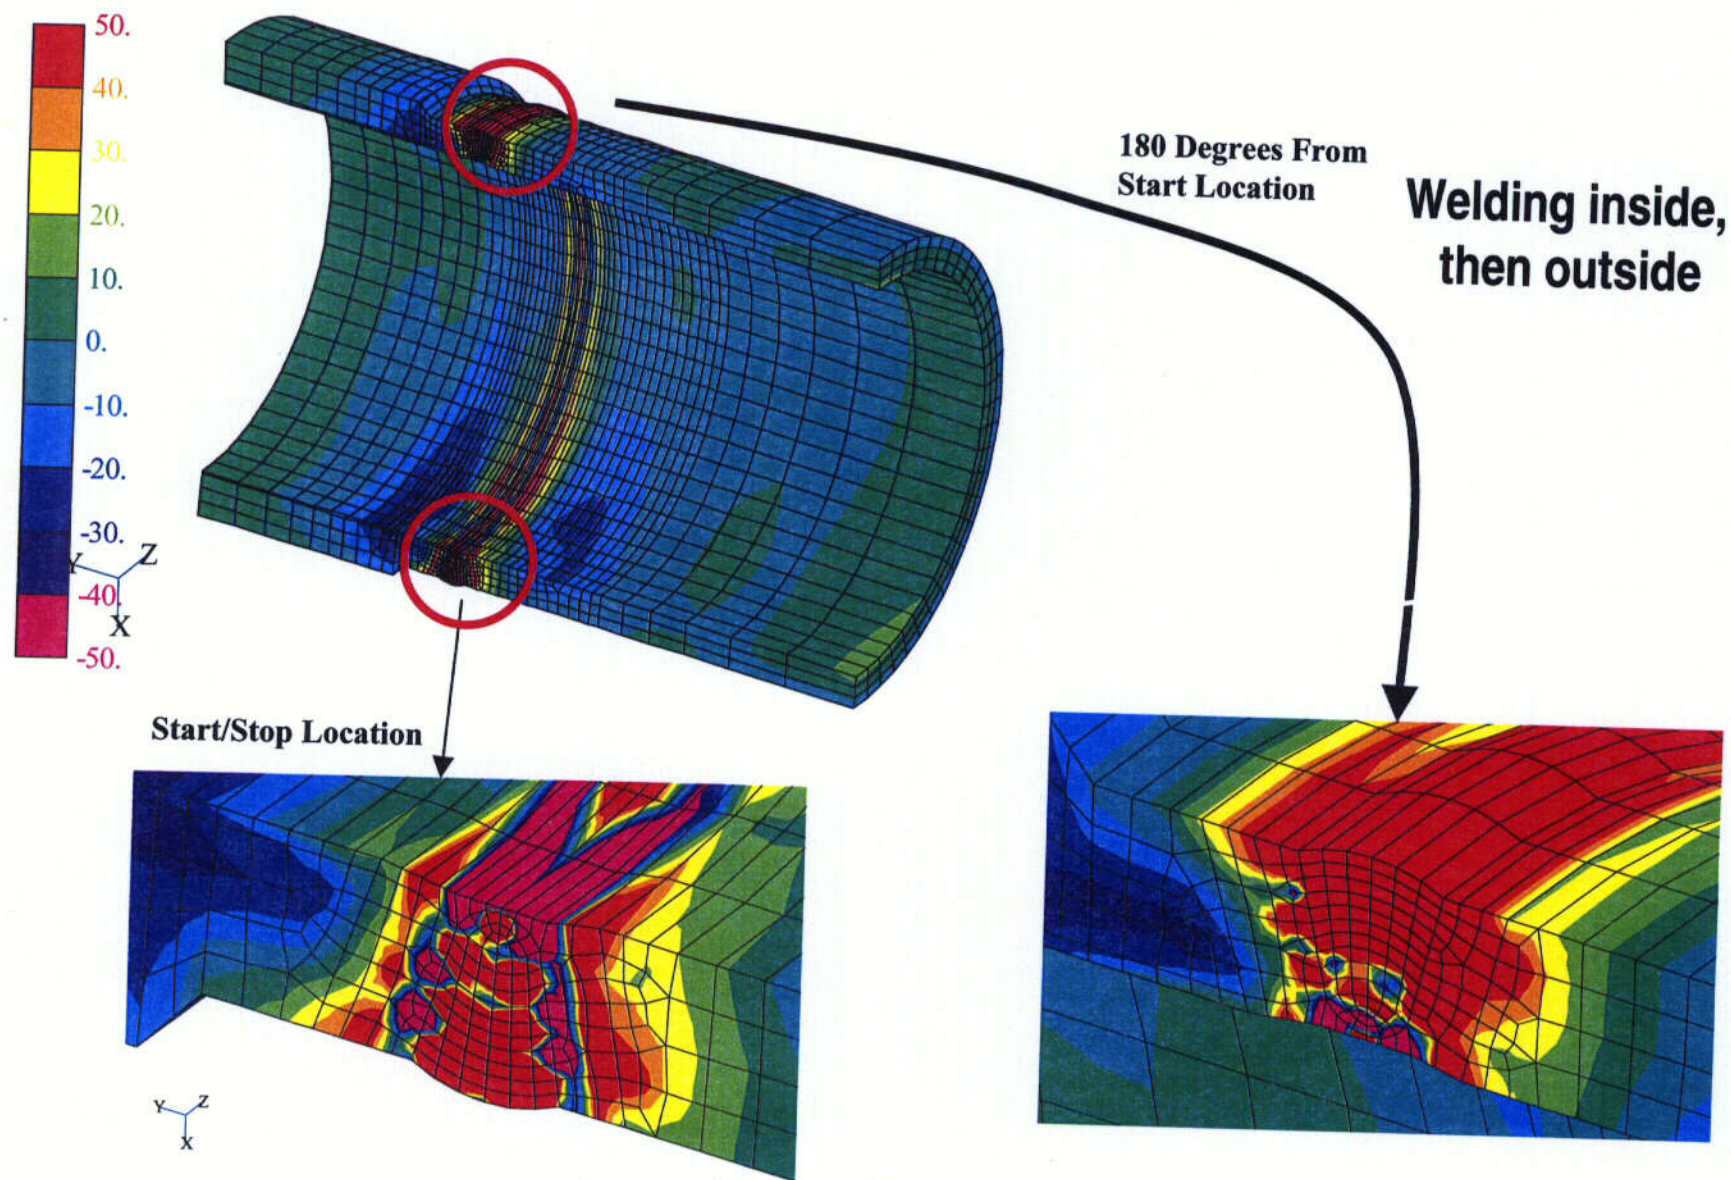 50.
40.
30.
20.
10.
0.
-10.
-20.
-30.
-40.
-50.
Y
Z
X
180 Degrees From
Start Location
Welding inside,
then outside
Start/Stop Location
Y
Z
X